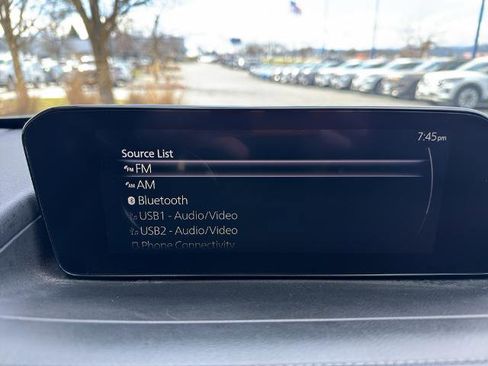 7:45pm
Source List
FM
AM
Bluetooth
USB1 - Audio/Video
USB2 - Audio/Video
Phone Connectivity